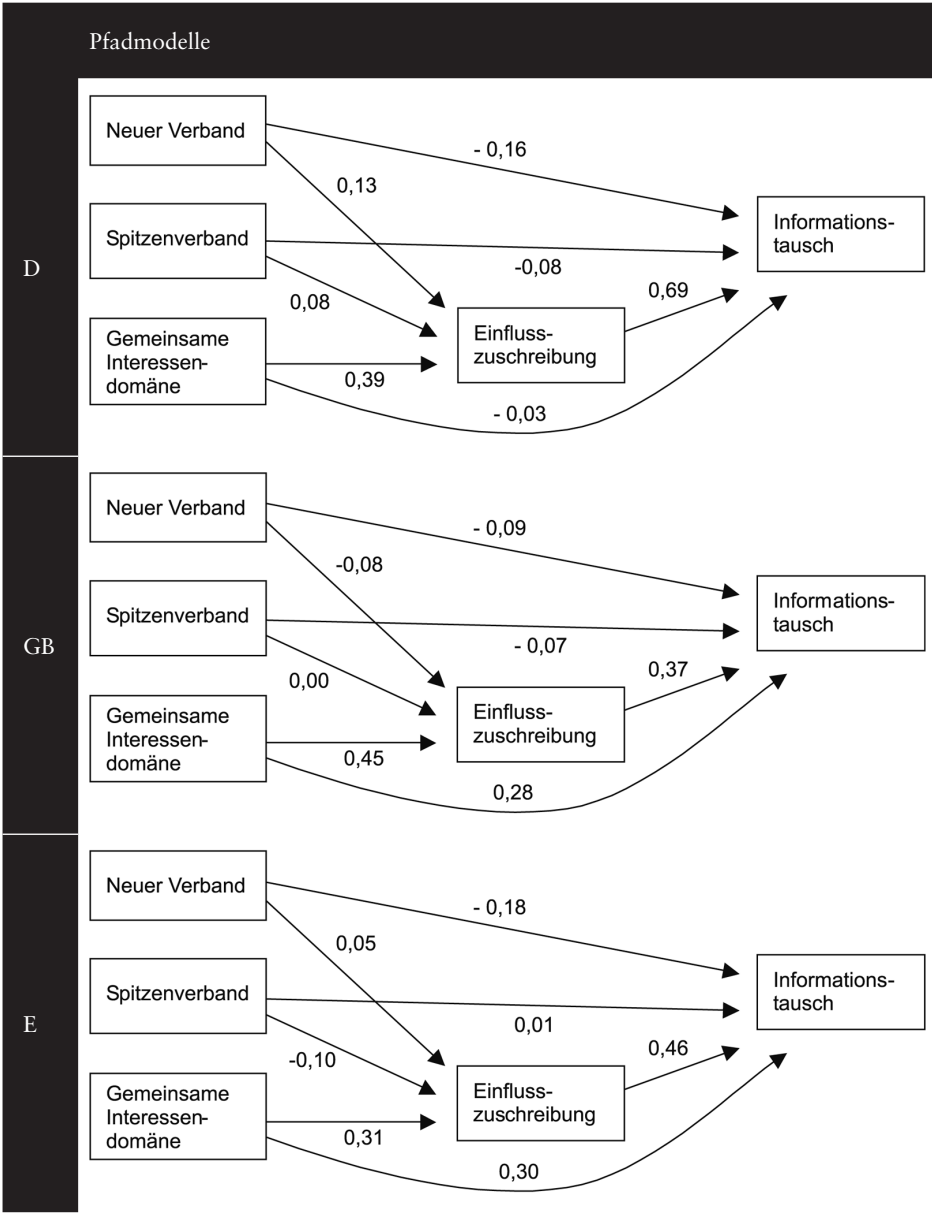 Pfadmodelle
D
Neuer Verband
- 0,16
0,13
Spitzenverband
-0,08
0,08
Informations-
tausch
0,69
Gemeinsame
Interessen-
domäne
0,39
Einfluss-
zuschreibung
- 0,03
GB
Neuer Verband
- 0,09
-0,08
Spitzenverband
- 0,07
0,00
Informations-
tausch
0,37
Gemeinsame
Interessen-
domäne
0,45
Einfluss-
zuschreibung
0,28
E
Neuer Verband
- 0,18
0,05
Spitzenverband
0,01
-0,10
Informations-
tausch
0,46
Gemeinsame
Interessen-
domäne
0,31
Einfluss-
zuschreibung
0,30